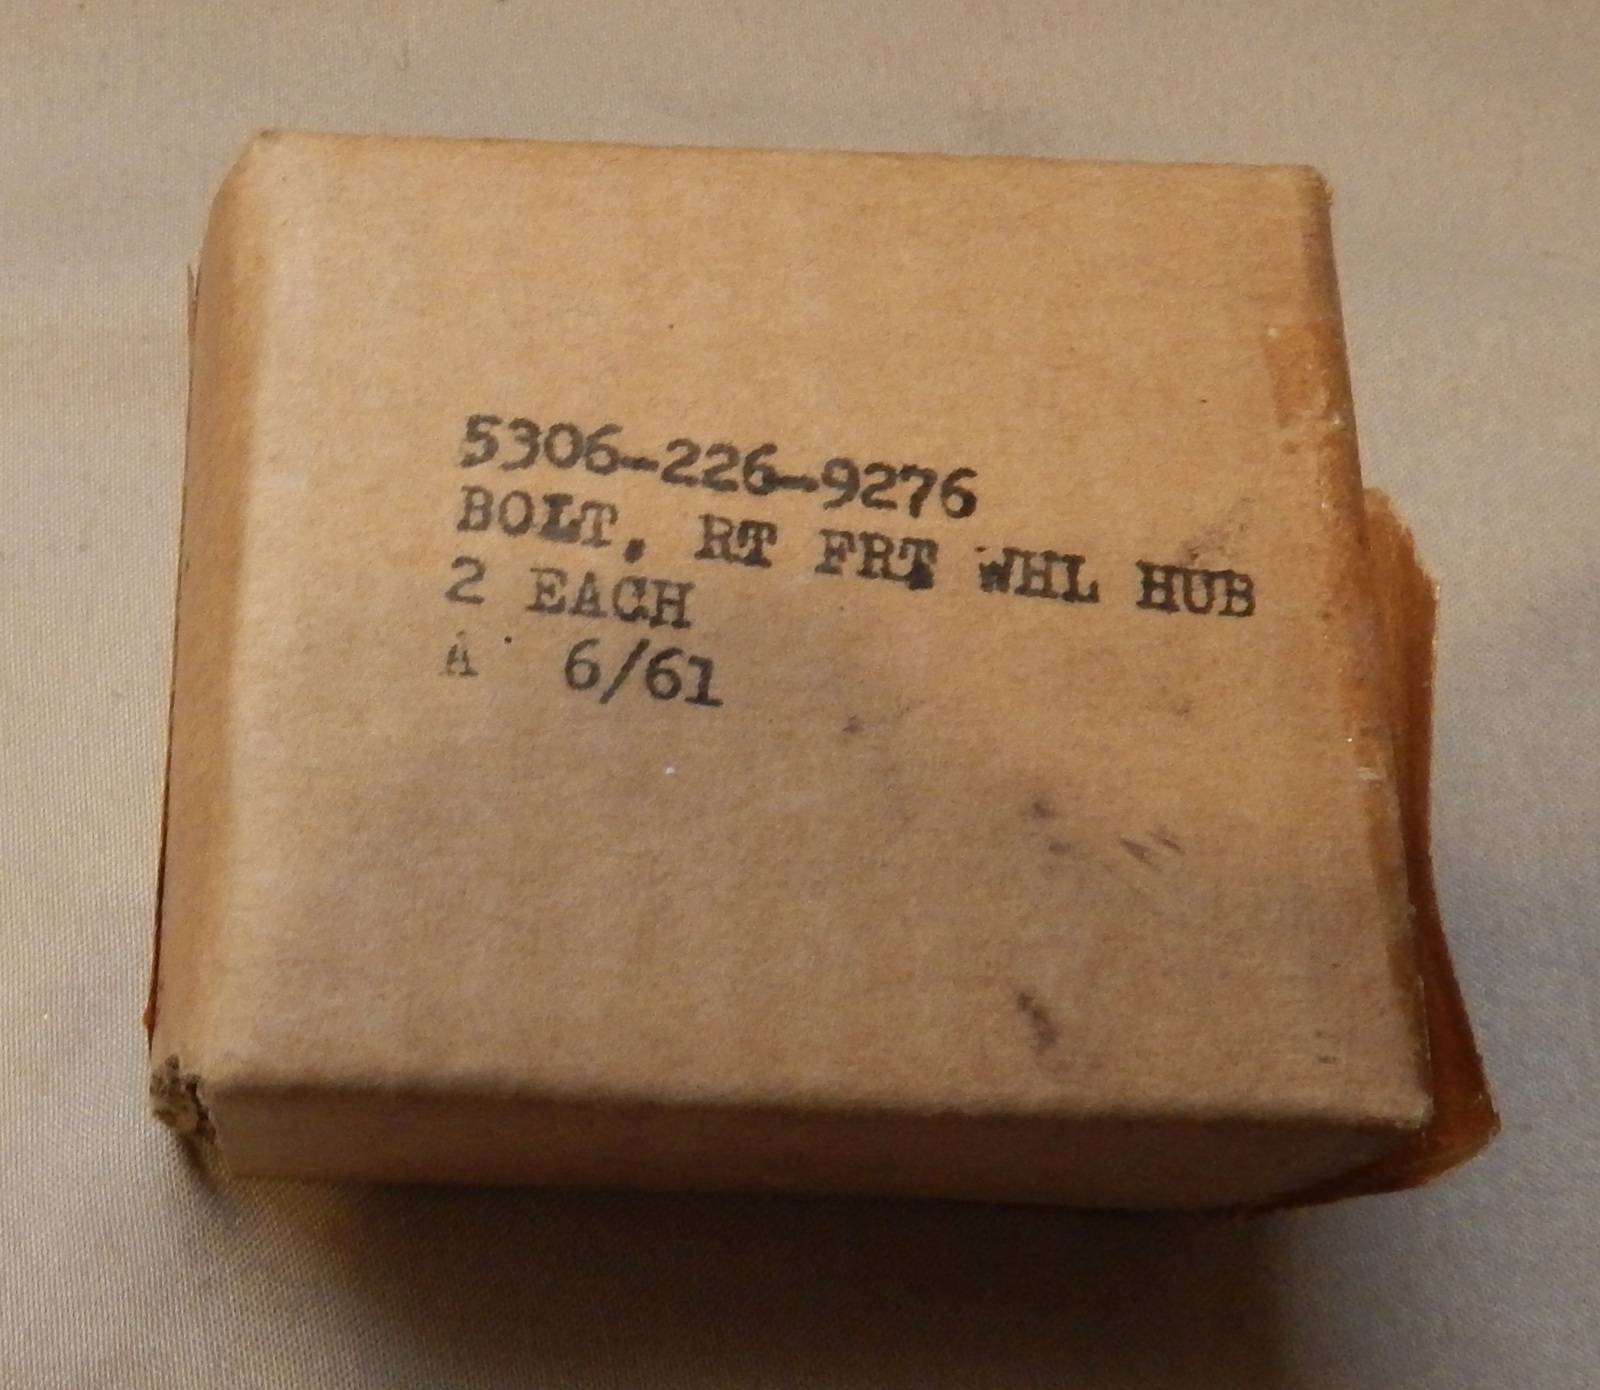 5306-226-9276
BOLT, RT FRT WHL HUB
2 EACH
A 6/61